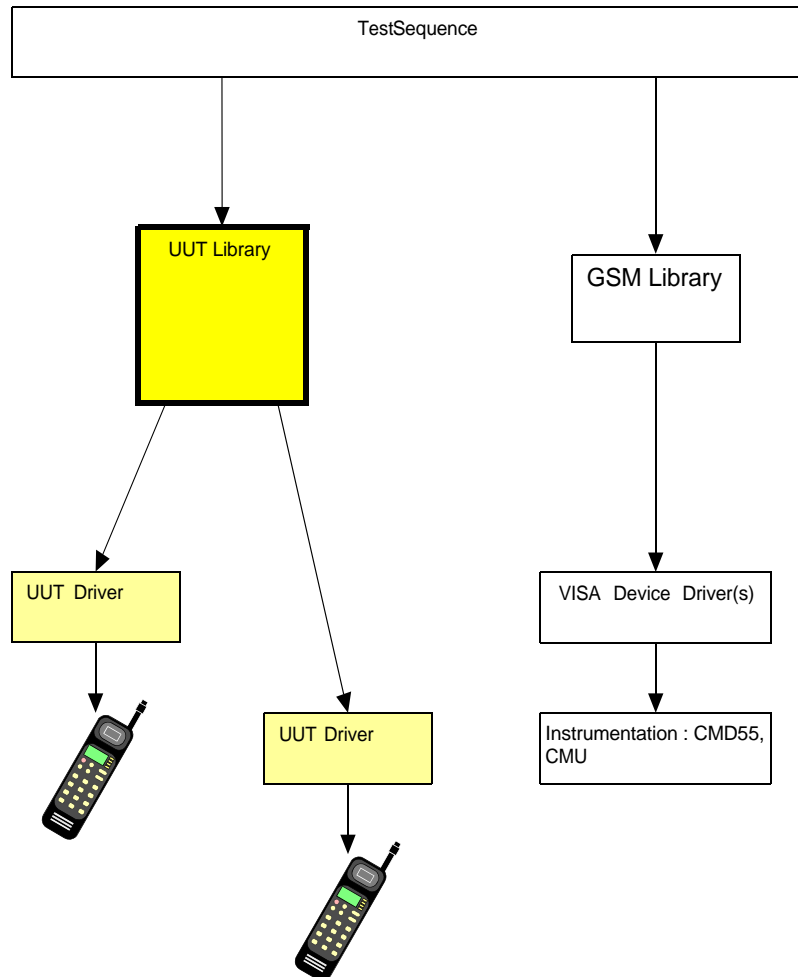 TestSequence
UUT Library
GSM Library
UUT Driver
VISA Device Driver(s)
UUT Driver
Instrumentation : CMD55,
CMU